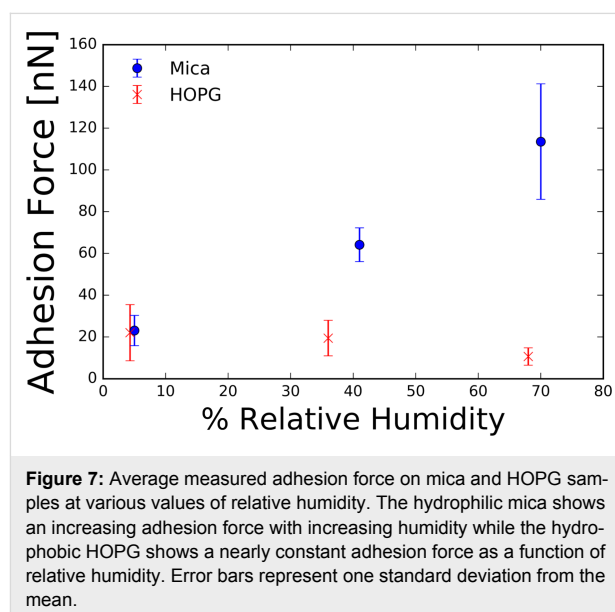 Adhesion Force [nN]
160
140
120
100
80
60
40
20
0
Mica
HOPG
0 10 20 30 40 50 60 70 80
% Relative Humidity
Figure 7: Average measured adhesion force on mica and HOPG sam-
ples at various values of relative humidity. The hydrophilic mica shows
an increasing adhesion force with increasing humidity while the hydro-
phobic HOPG shows a nearly constant adhesion force as a function of
relative humidity. Error bars represent one standard deviation from the
mean.